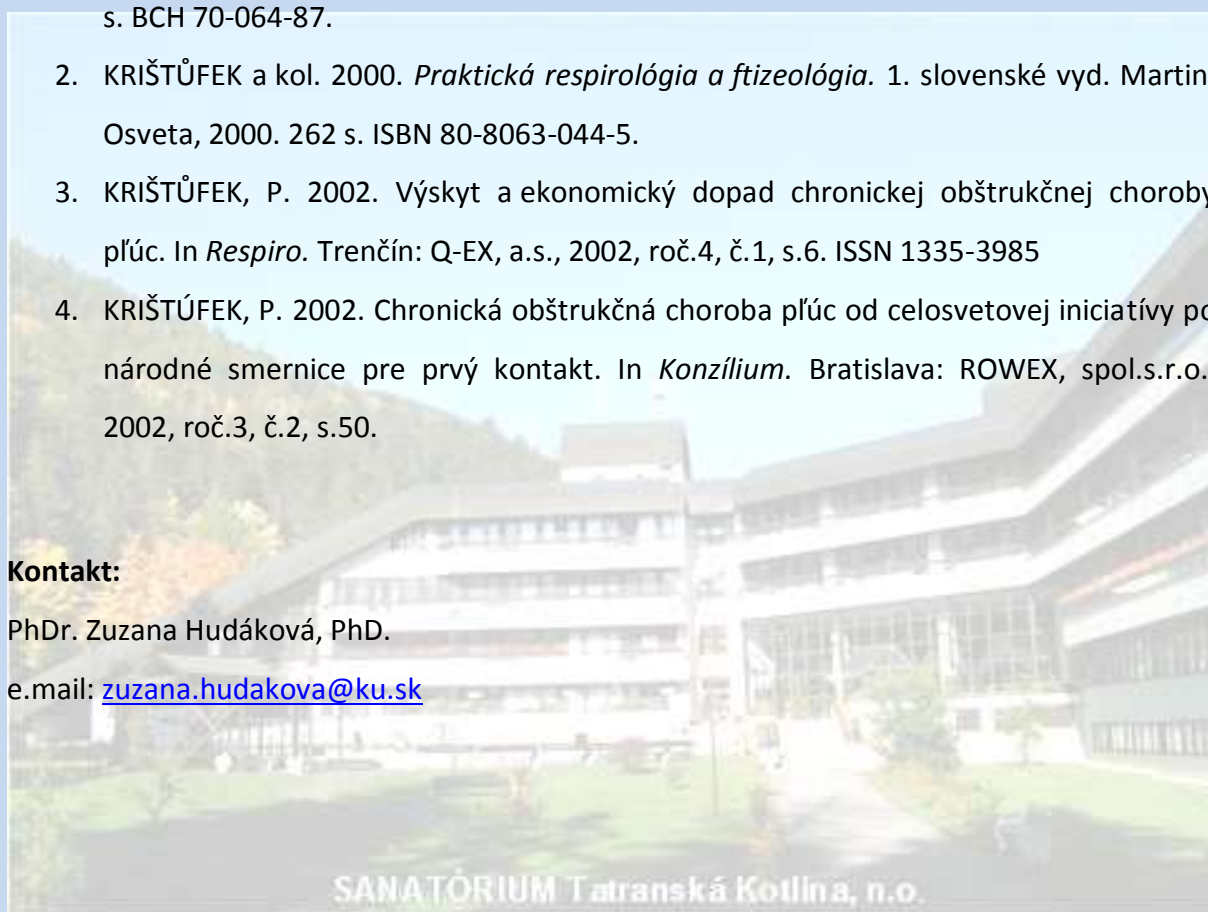 s. BCH 70-064-87.
2. KRIŠTŮFEK a kol. 2000. Praktická respirológia a ftizeológia. 1. slovenské vyd. Martin
Osveta, 2000. 262 s. ISBN 80-8063-044-5.
3. KRIŠTŮFEK, P. 2002. Výskyt a ekonomický dopad chronickej obštrukčnej choroby
pľúc. In Respiro. Trenčín: Q-EX, a.s., 2002, roč.4, č.1, s.6. ISSN 1335-3985
4. KRIŠTÚFEK, P. 2002. Chronická obštrukčná choroba pľúc od celosvetovej iniciatívy po
národné smernice pre prvý kontakt. In Konzílium. Bratislava: ROWEX, spol.s.r.o.
2002, roč.3, č.2, s.50.
Kontakt:
PhDr. Zuzana Hudáková, PhD.
e.mail: zuzana.hudakova@ku.sk
SANATÓRIUM Tatranská Kotlina, n.o.